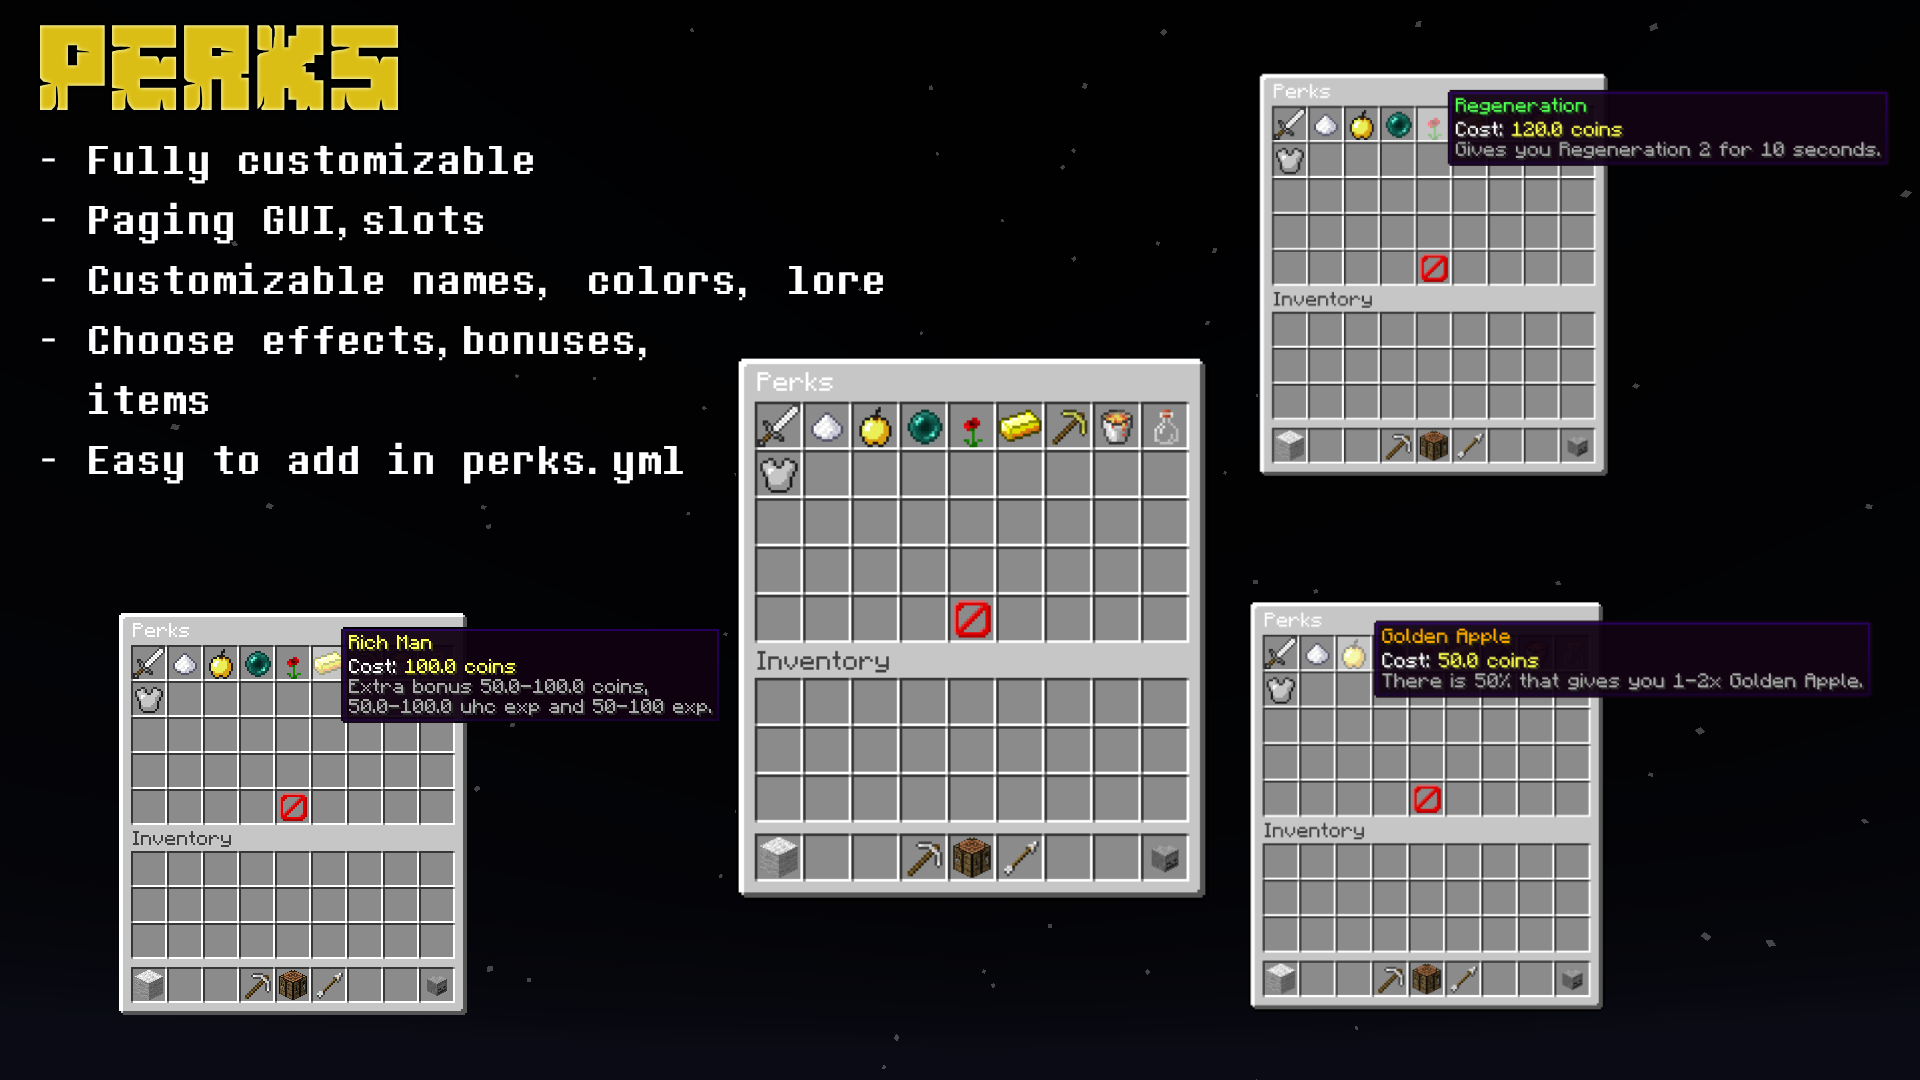 PERKS
- Fully customizable
- Paging GUI, slots
- Customizable names, colors, lore
- Choose effects, bonuses,
items
- Easy to add in perks.yml
Perks
Regeneration
Cost: 120.0 coins
Gives you Regeneration 2 for 10 seconds.
Inventory
Perks
Inventory
Perks
Rich Man
Cost: 100.0 coins
Extra bonus 50.0-100.0 coins,
50.0-100.0 uhc exp and 50-100 exp.
Inventory
Perks
Golden Apple
Cost: 50.0 coins
There is 50% that gives you 1-2x Golden Apple.
Inventory